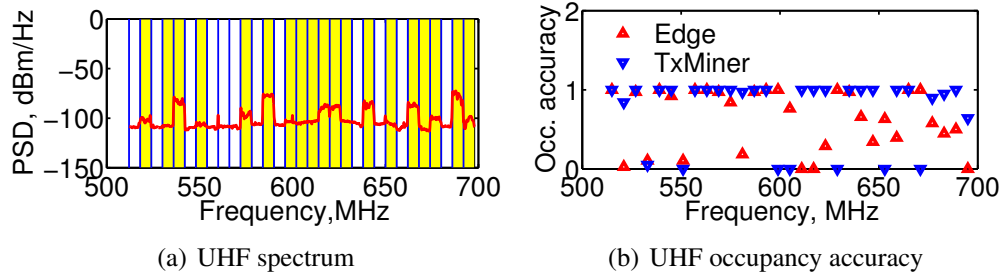 PSD, dBm/Hz
0
−50
−100
−150
500
550
600
650
700
Frequency,MHz
(a) UHF spectrum
Occ. accuracy
2
1
0
Edge
TxMiner
500
550
600
650
700
Frequency, MHz
(b) UHF occupancy accuracy